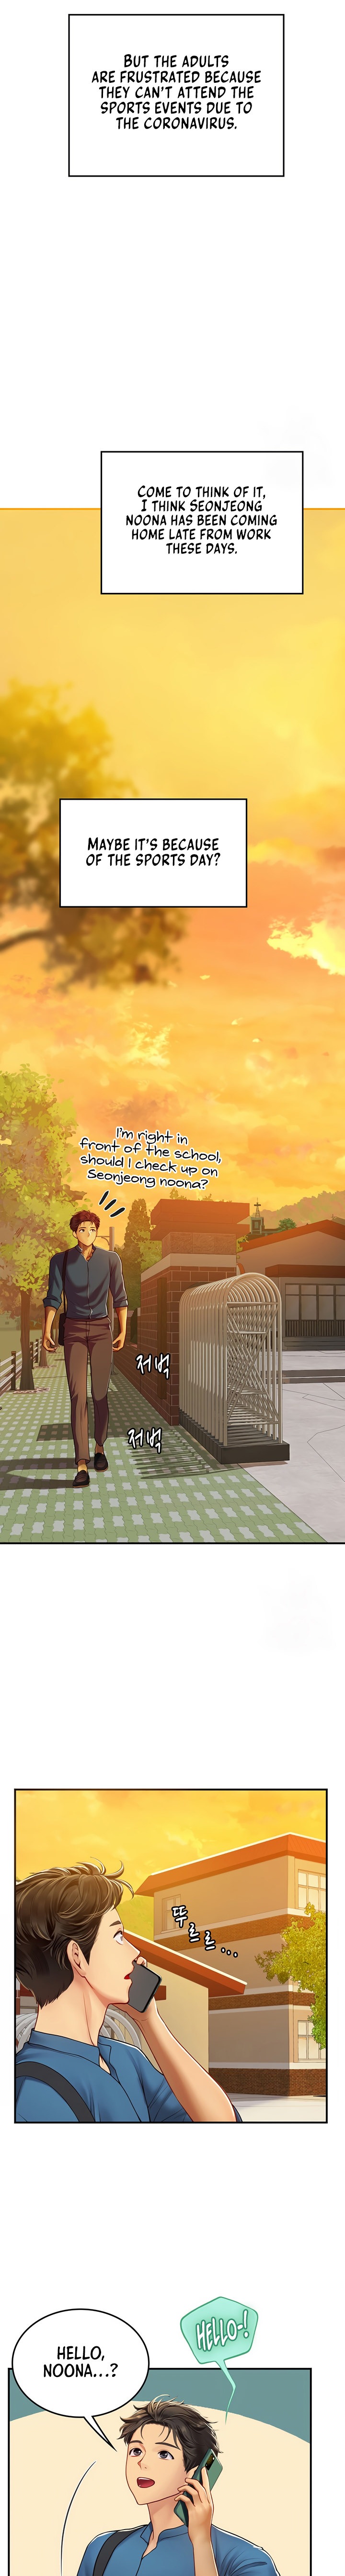 BUT THE ADULTS
ARE FRUSTRATED BECAUSE
THEY CAN'T ATTEND THE
SPORTS EVENTS DUE TO
THE CORONAVIRUS.
COME TO THINK OF IT,
I THINK SEONJEONG
NOONA HAS BEEN COMING
HOME LATE FROM WORK
THESE DAYS.
MAYBE IT'S BECAUSE
OF THE SPORTS DAY?
I'm right in
front of the school,
should I check up on
Seonjeong noona?
저벅
저벅
뚜르르...
HELLO-!
HELLO,
NOONA...?